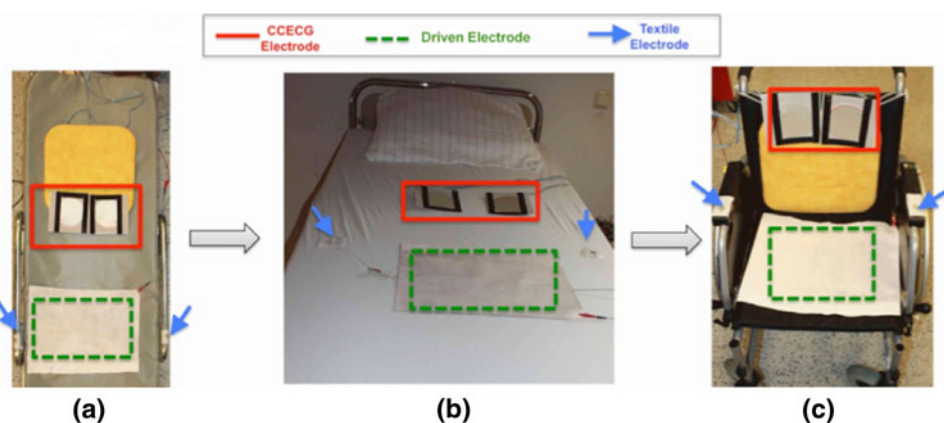 CCECG
Electrode
Driven Electrode
Textile
Electrode
(a)
(b)
(c)